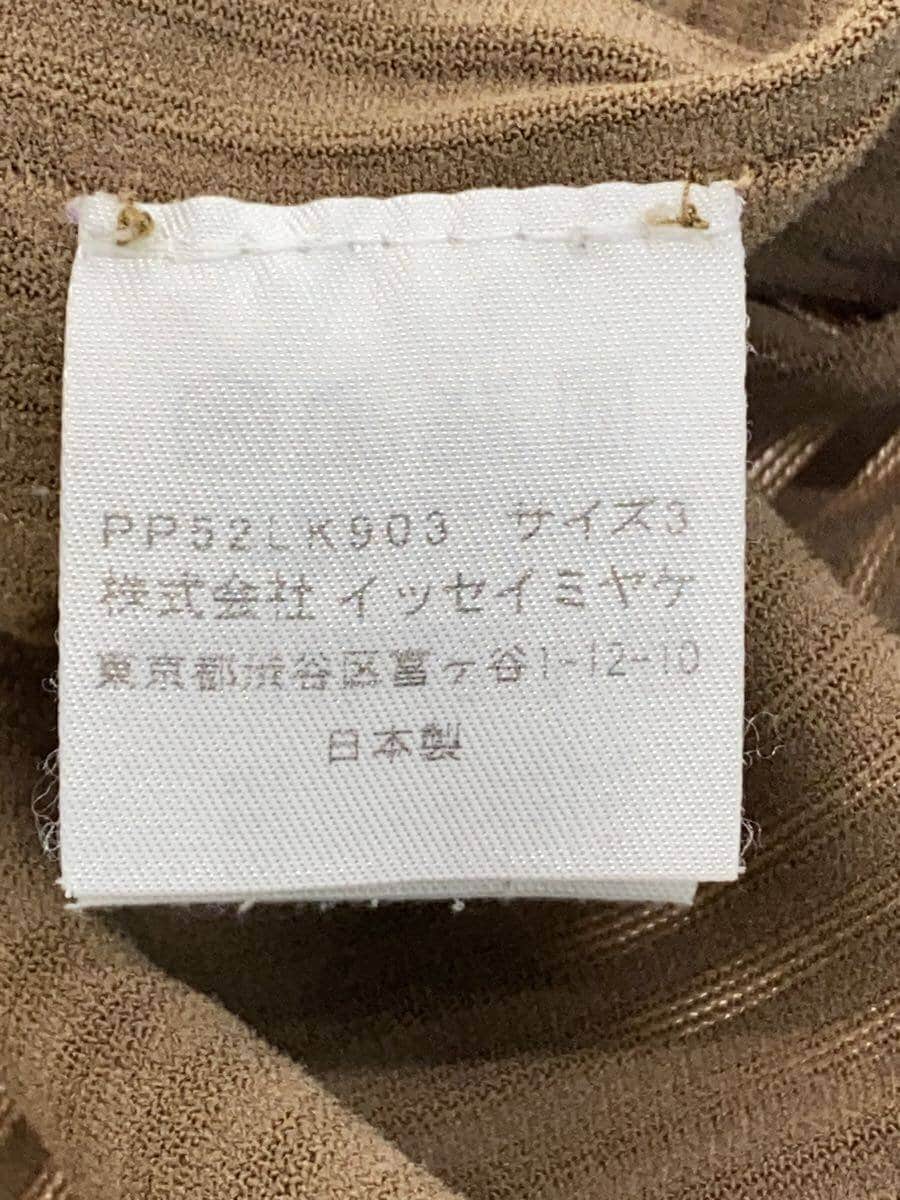 PP52LK903 サイズ3
株式会社 イッセイミヤケ
東京都渋谷区富ヶ谷1-12-10
日本製